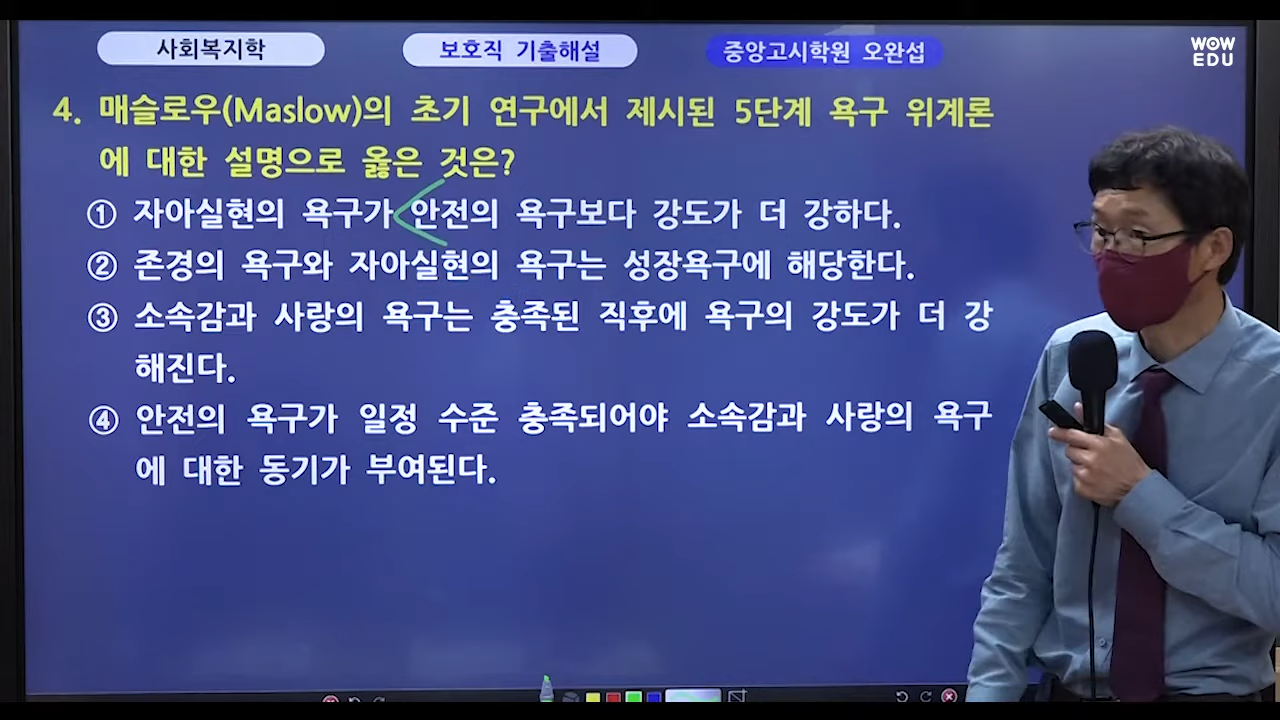 사회복지학
보호직 기출해설
중앙고시학원 오완섭
WOW
EDU
4. 매슬로우(Maslow)의 초기 연구에서 제시된 5단계 욕구 위계론
에 대한 설명으로 옳은 것은?
① 자아실현의 욕구가 안전의 욕구보다 강도가 더 강하다.
② 존경의 욕구와 자아실현의 욕구는 성장욕구에 해당한다.
③ 소속감과 사랑의 욕구는 충족된 직후에 욕구의 강도가 더 강
해진다.
④ 안전의 욕구가 일정 수준 충족되어야 소속감과 사랑의 욕구
에 대한 동기가 부여된다.